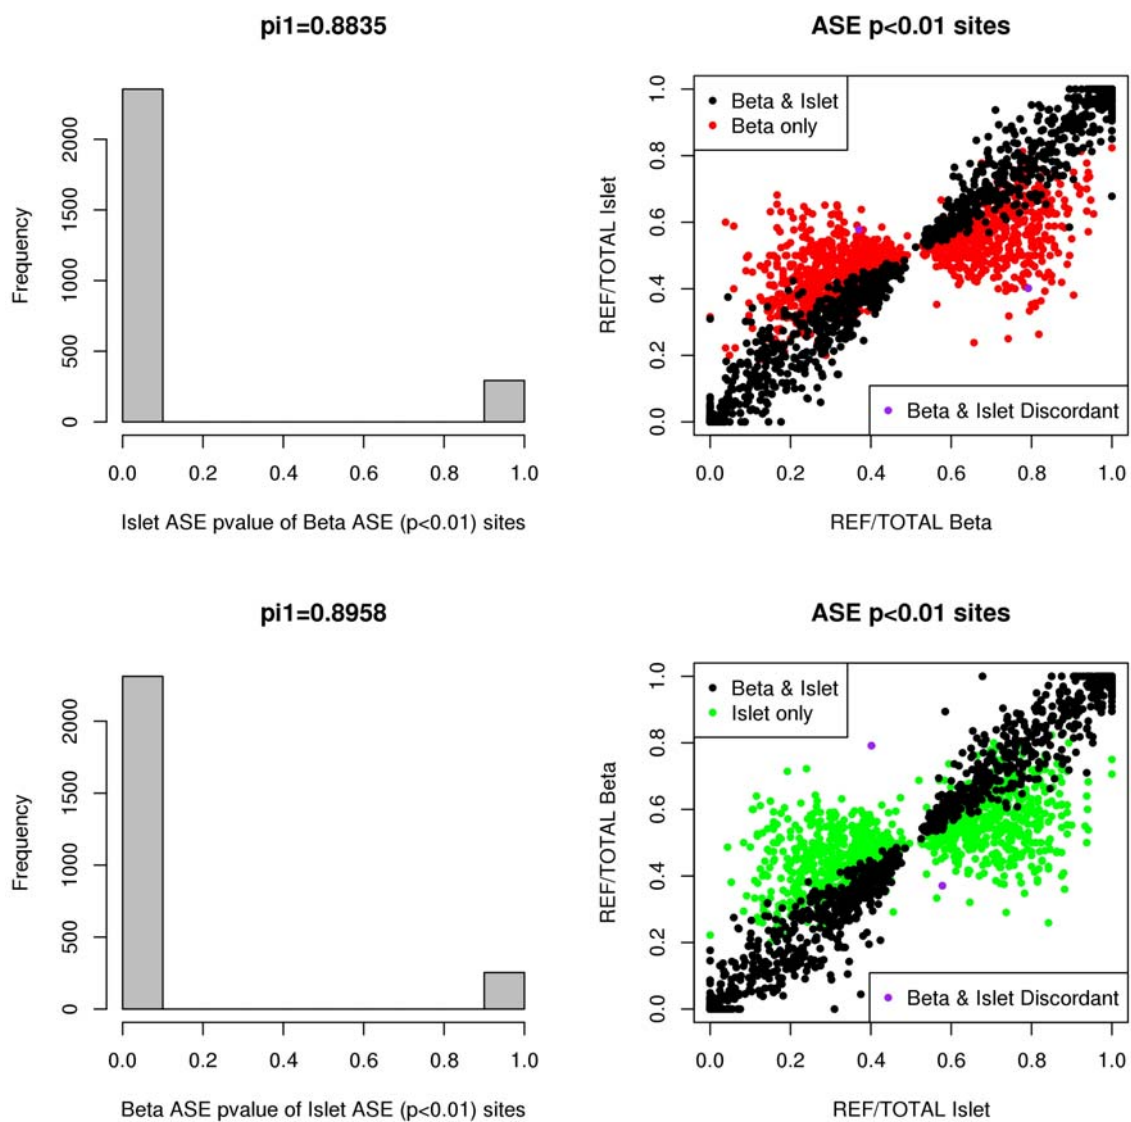 pi1=0.8835
Frequency
0 500 1000 1500 2000
0.0 0.2 0.4 0.6 0.8 1.0
Islet ASE pvalue of Beta ASE (p<0.01) sites
ASE p<0.01 sites
Beta & Islet
Beta only
REF/TOTAL Islet
0.0 0.2 0.4 0.6 0.8 1.0
Beta & Islet Discordant
0.0 0.2 0.4 0.6 0.8 1.0
REF/TOTAL Beta
pi1=0.8958
Frequency
0 500 1000 1500 2000
0.0 0.2 0.4 0.6 0.8 1.0
Beta ASE pvalue of Islet ASE (p<0.01) sites
ASE p<0.01 sites
Beta & Islet
Islet only
REF/TOTAL Beta
0.0 0.2 0.4 0.6 0.8 1.0
Beta & Islet Discordant
0.0 0.2 0.4 0.6 0.8 1.0
REF/TOTAL Islet